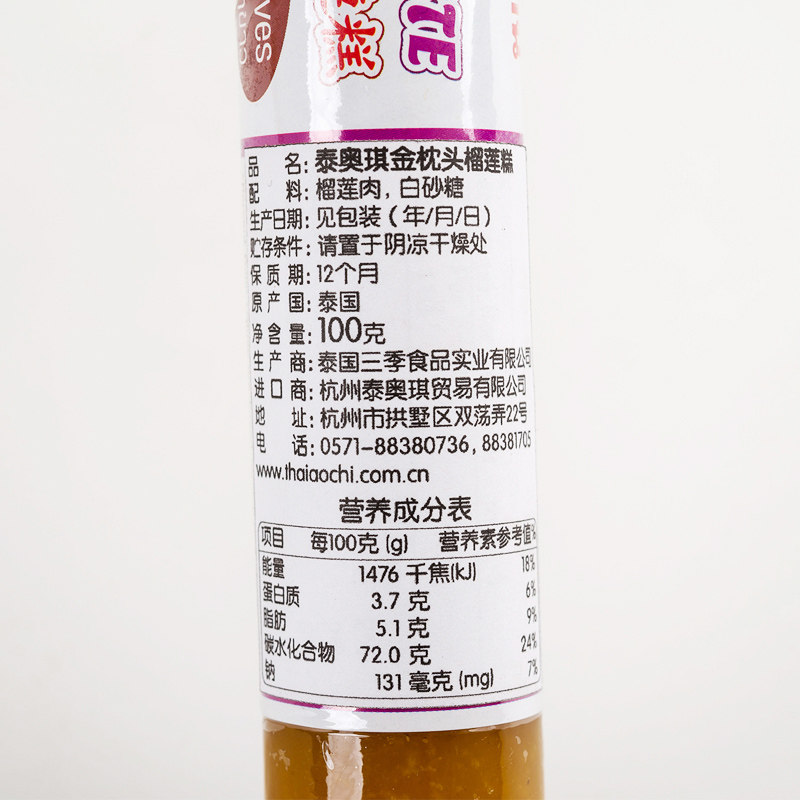 糕
品 名：泰奥琪金枕头榴莲糕
配 料：榴莲肉，白砂糖
生产日期：见包装（年/月/日）
贮存条件：请置于阴凉干燥处
保 质 期：12个月
原 产 国：泰国
净 含 量：100克
生 产 商：泰国三季食品实业有限公司
进 口 商：杭州泰奥琪贸易有限公司
地 址：杭州市拱墅区双荡弄22号
电 话：0571-88380736, 88381705
www.thaiaochi.com.cn
营养成分表
项目 每100克 (g) 营养素参考值%
能量 1476 千焦(kJ) 18%
蛋白质 3.7 克 6%
脂肪 5.1 克 9%
碳水化合物 72.0 克 24%
钠 131 毫克 (mg) 7%